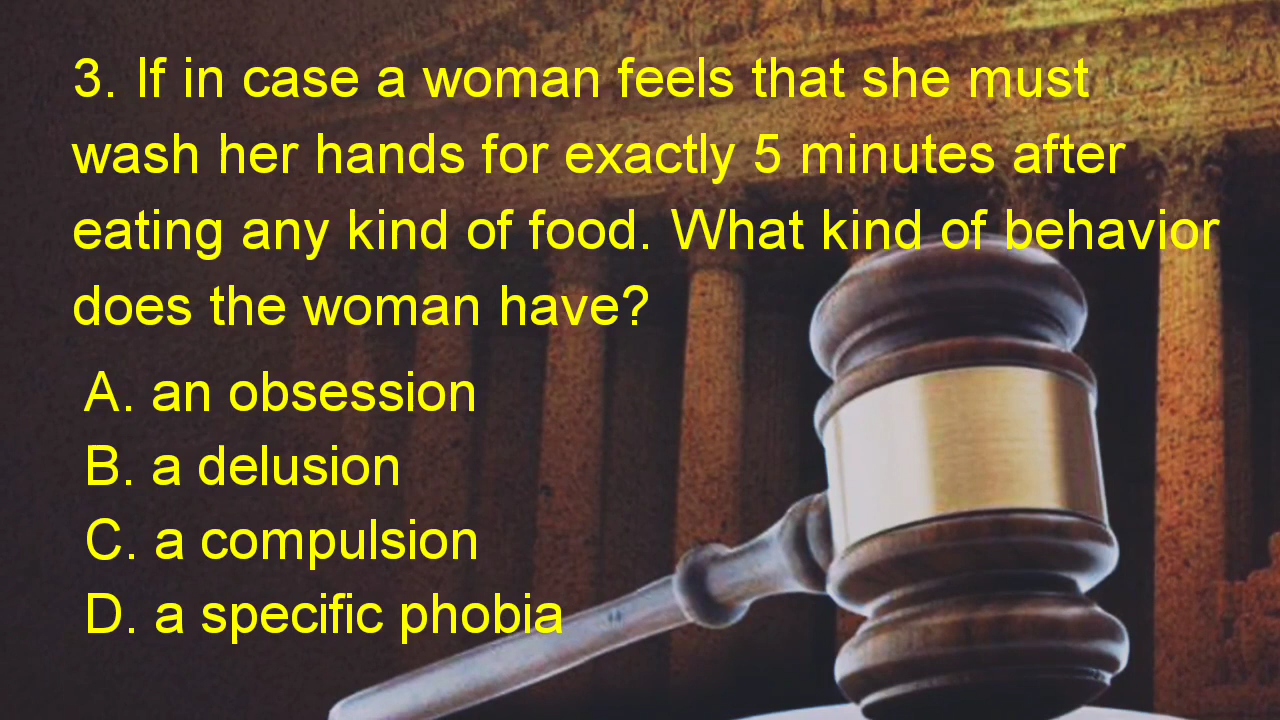 3. If in case a woman feels that she must
wash her hands for exactly 5 minutes after
eating any kind of food. What kind of behavior
does the woman have?
A. an obsession
B. a delusion
C. a compulsion
D. a specific phobia